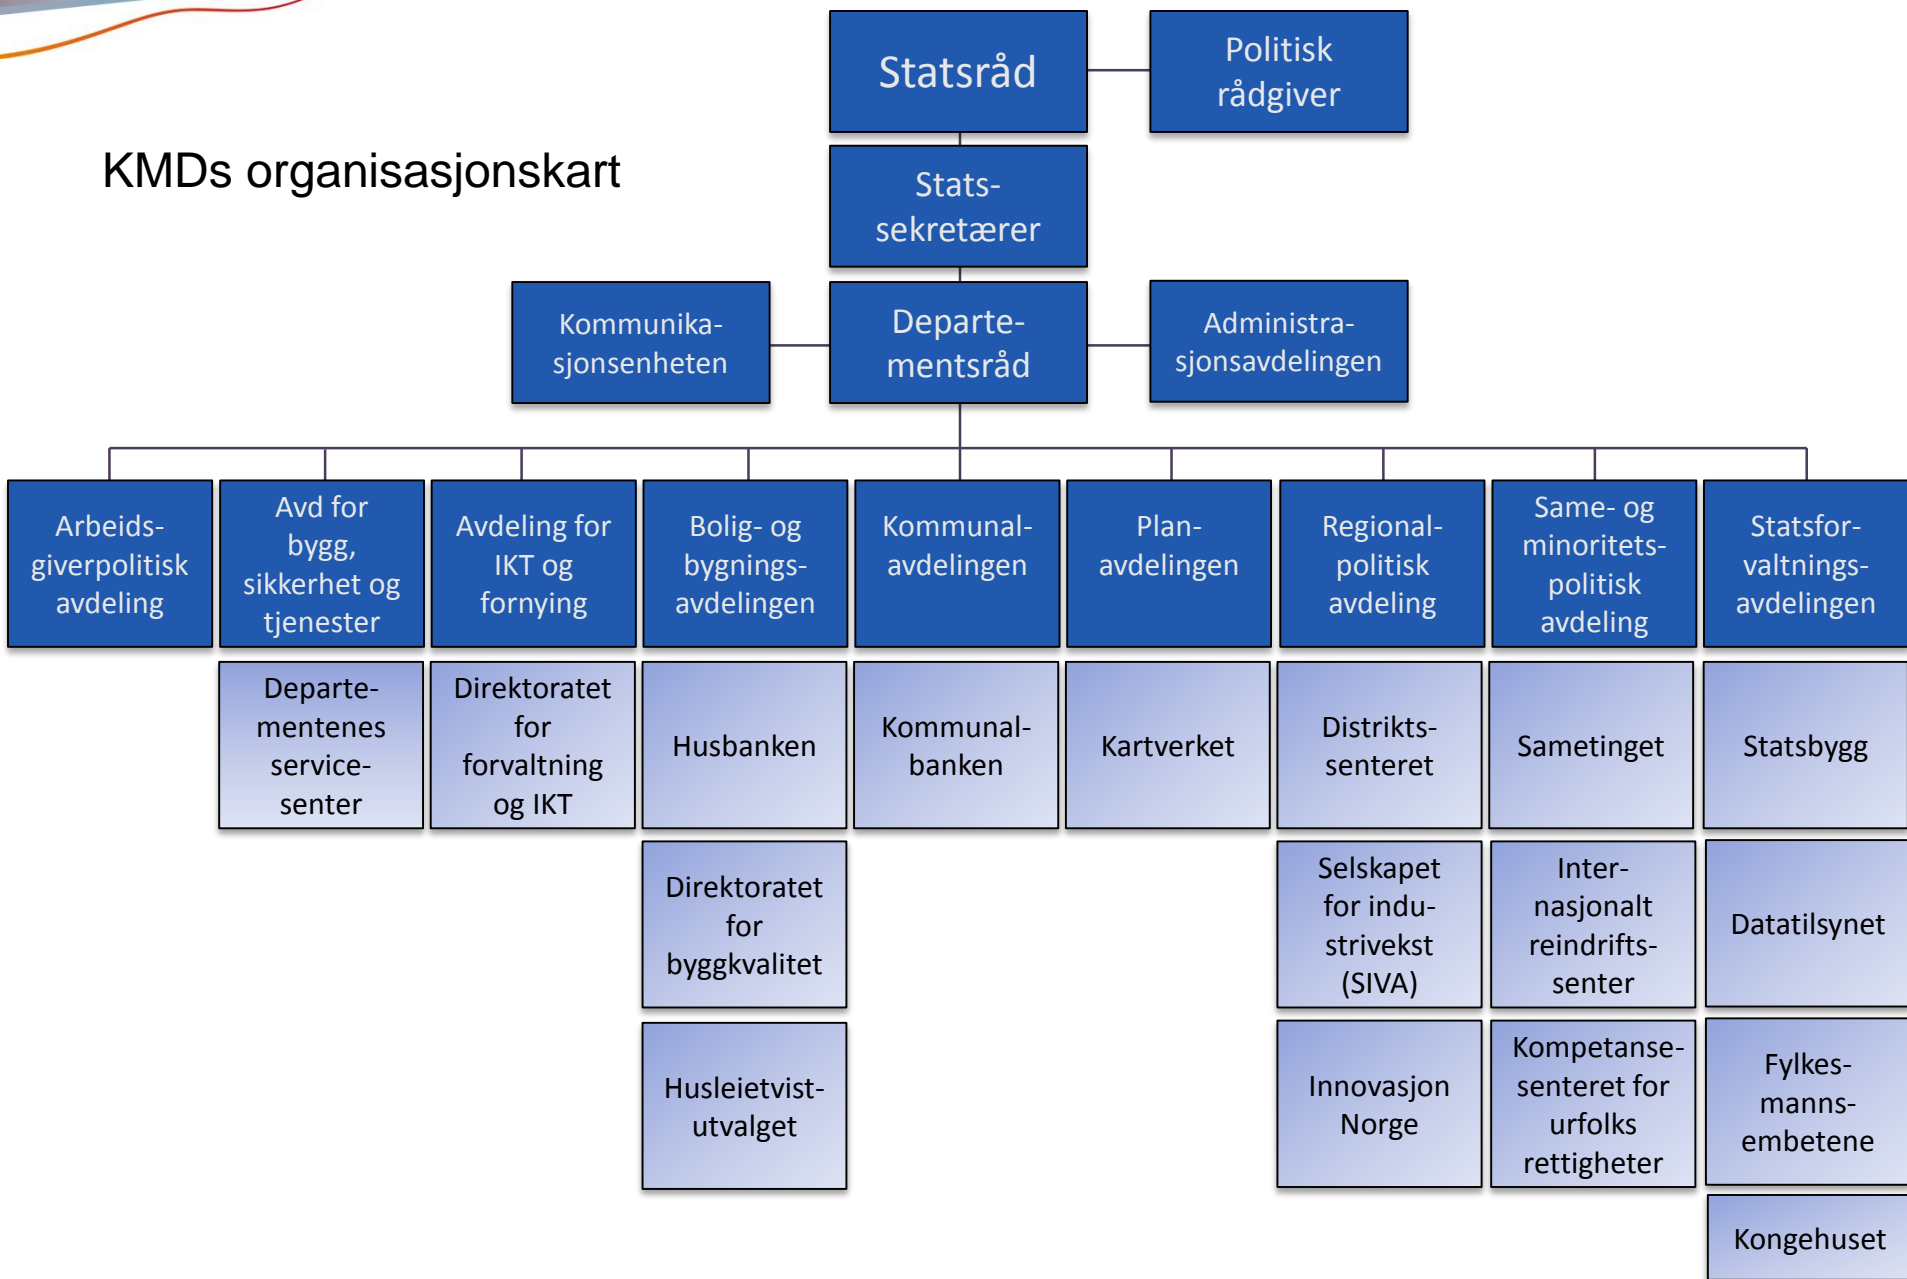 Statsråd
Politisk
rådgiver
KMDs organisasjonskart
Stats-
sekretærer
Kommunika-
sjonsenheten
Departe-
mentsråd
Administra-
sjonsavdelingen
Arbeids-
giverpolitisk
avdeling
Avd for
bygg,
sikkerhet og
tjenester
Avdeling for
IKT og
fornying
Bolig- og
bygnings-
avdelingen
Kommunal-
avdelingen
Plan-
avdelingen
Regional-
politisk
avdeling
Same- og
minoritets-
politisk
avdeling
Statsfor-
valtnings-
avdelingen
Departe-
mentenes
service-
senter
Direktoratet
for
forvaltning
og IKT
Husbanken
Kommunal-
banken
Kartverket
Distrikts-
senteret
Sametinget
Statsbygg
Direktoratet
for
byggkvalitet
Selskapet
for indu-
strivekst
(SIVA)
Inter-
nasjonalt
reindrifts-
senter
Datatilsynet
Husleietvist-
utvalget
Innovasjon
Norge
Kompetanse-
senteret for
urfolks
rettigheter
Fylkes-
manns-
embetene
Kongehuset